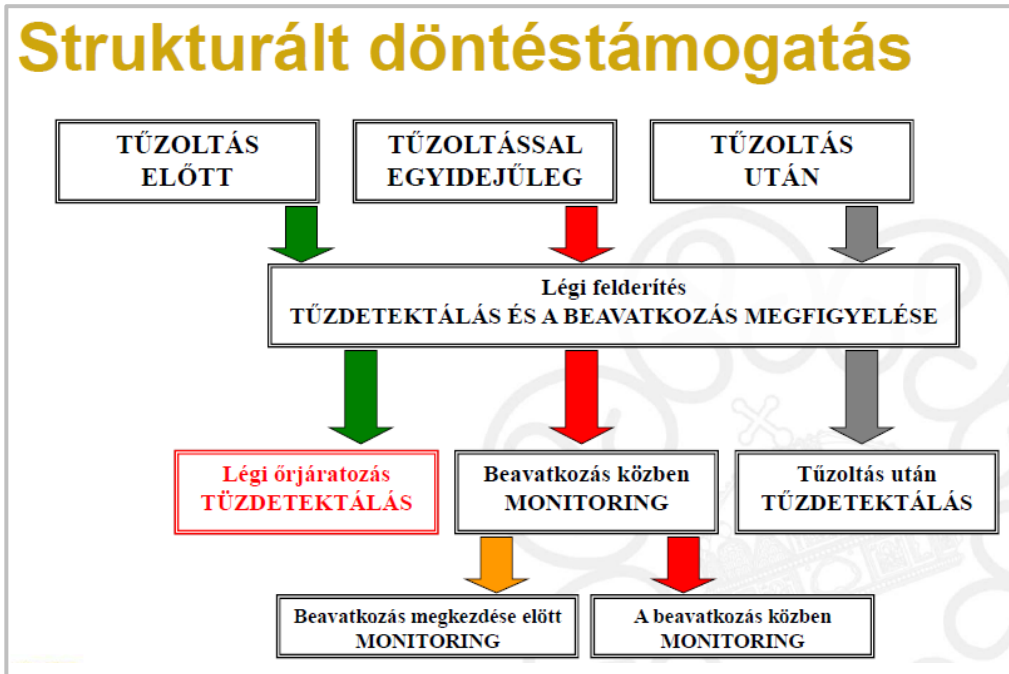 Strukturált döntéstámogatás
TŰZOLTÁS
ELŐTT
TŰZOLTÁSSAL
EGYIDEJŰLEG
TŰZOLTÁS
UTÁN
Légi felderítés
TŰZDETEKTÁLÁS ÉS A BEAVATKOZÁS MEGFIGYELÉSE
Légi őrjáratozás
TÜZDETEKTÁLÁS
Beavatkozás közben
MONITORING
Tűzoltás után
TŰZDETEKTÁLÁS
Beavatkozás megkezdése elött
MONITORING
A beavatkozás közben
MONITORING